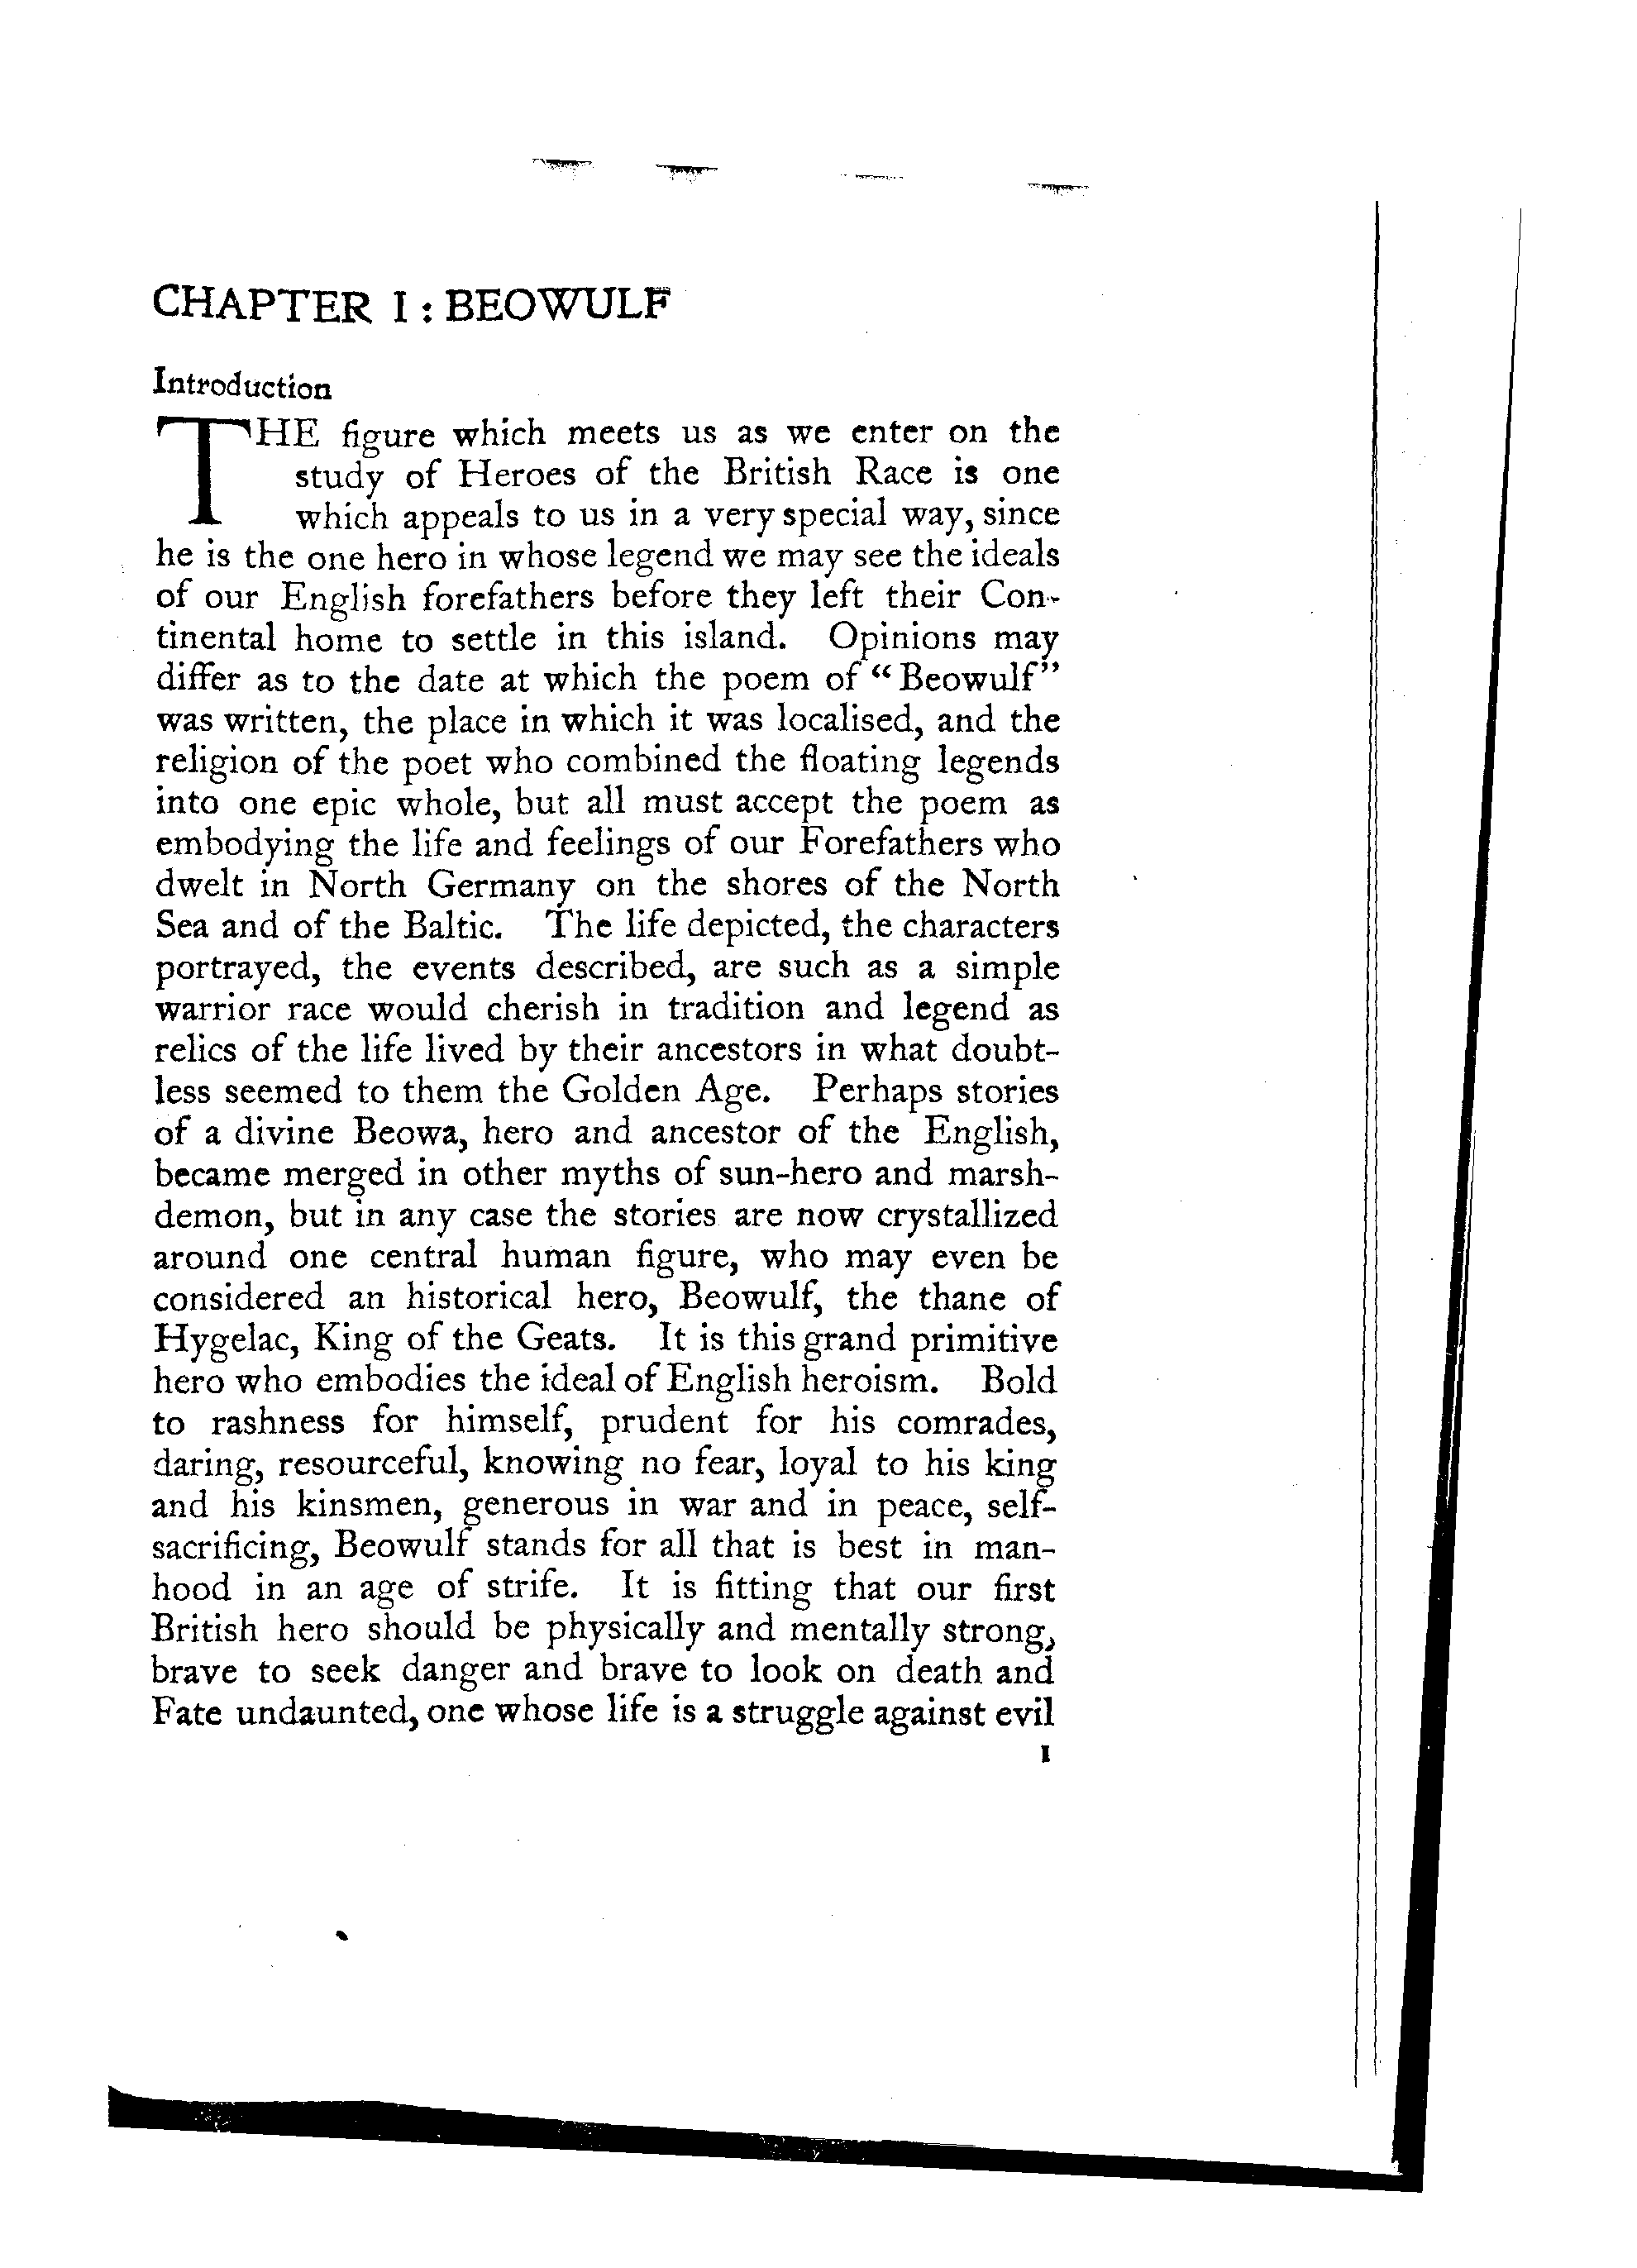 CHAPTER I : BEOWULF
Introduction
THE figure which meets us as we enter on the
study of Heroes of the British Race is one
which appeals to us in a very special way, since
he is the one hero in whose legend we may see the ideals
of our English forefathers before they left their Con-
tinental home to settle in this island. Opinions may
differ as to the date at which the poem of “Beowulf”
was written, the place in which it was localised, and the
religion of the poet who combined the floating legends
into one epic whole, but all must accept the poem as
embodying the life and feelings of our Forefathers who
dwelt in North Germany on the shores of the North
Sea and of the Baltic. The life depicted, the characters
portrayed, the events described, are such as a simple
warrior race would cherish in tradition and legend as
relics of the life lived by their ancestors in what doubt-
less seemed to them the Golden Age. Perhaps stories
of a divine Beowa, hero and ancestor of the English,
became merged in other myths of sun-hero and marsh-
demon, but in any case the stories are now crystallized
around one central human figure, who may even be
considered an historical hero, Beowulf, the thane of
Hygelac, King of the Geats. It is this grand primitive
hero who embodies the ideal of English heroism. Bold
to rashness for himself, prudent for his comrades,
daring, resourceful, knowing no fear, loyal to his king
and his kinsmen, generous in war and in peace, self-
sacrificing, Beowulf stands for all that is best in man-
hood in an age of strife. It is fitting that our first
British hero should be physically and mentally strong,
brave to seek danger and brave to look on death and
Fate undaunted, one whose life is a struggle against evil
I